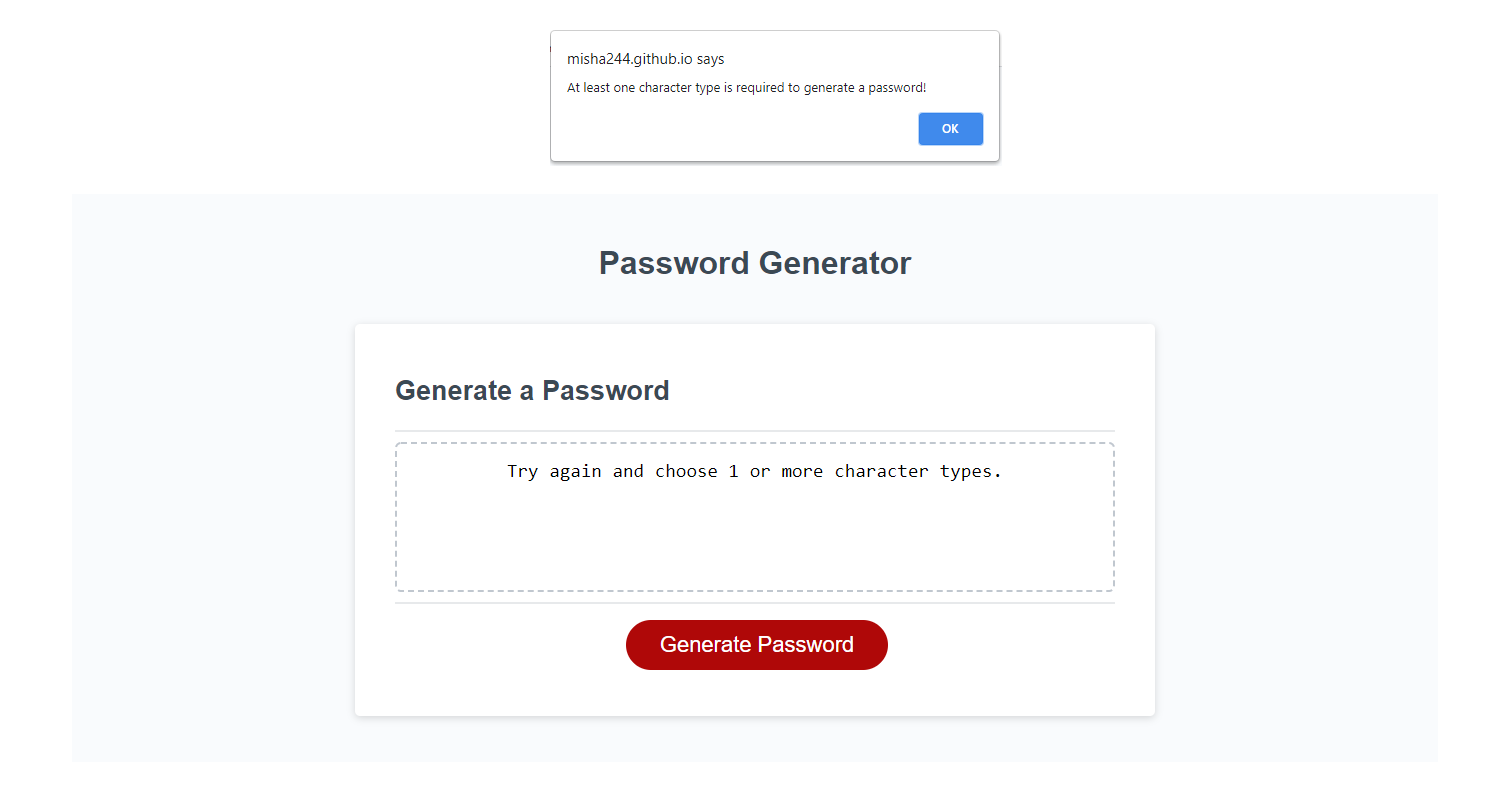 misha244.github.io says
At least one character type is required to generate a password!
OK
Password Generator
Generate a Password
Try again and choose 1 or more character types.
Generate Password